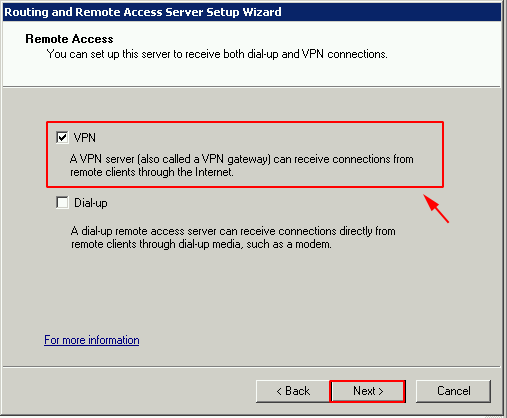 Routing and Remote Access Server Setup Wizard
Remote Access
You can set up this server to receive both dial-up and VPN connections.
VPN
A VPN server (also called a VPN gateway) can receive connections from
remote clients through the Internet.
Dial-up
A dial-up remote access server can receive connections directly from
remote clients through dial-up media, such as a modem.
For more information
< Back
Next >
Cancel